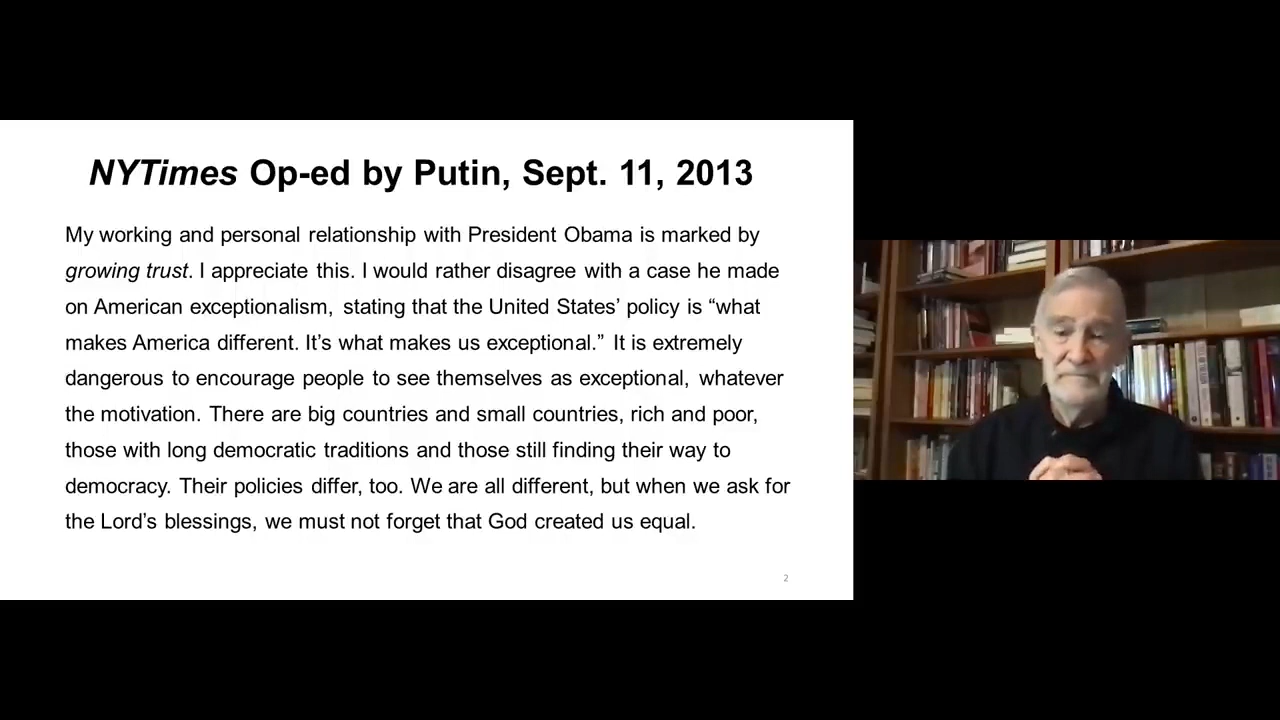 NYTimes Op-ed by Putin, Sept. 11, 2013
My working and personal relationship with President Obama is marked by
growing trust. I appreciate this. I would rather disagree with a case he made
on American exceptionalism, stating that the United States’ policy is “what
makes America different. It’s what makes us exceptional.” It is extremely
dangerous to encourage people to see themselves as exceptional, whatever
the motivation. There are big countries and small countries, rich and poor,
those with long democratic traditions and those still finding their way to
democracy. Their policies differ, too. We are all different, but when we ask for
the Lord’s blessings, we must not forget that God created us equal.
2